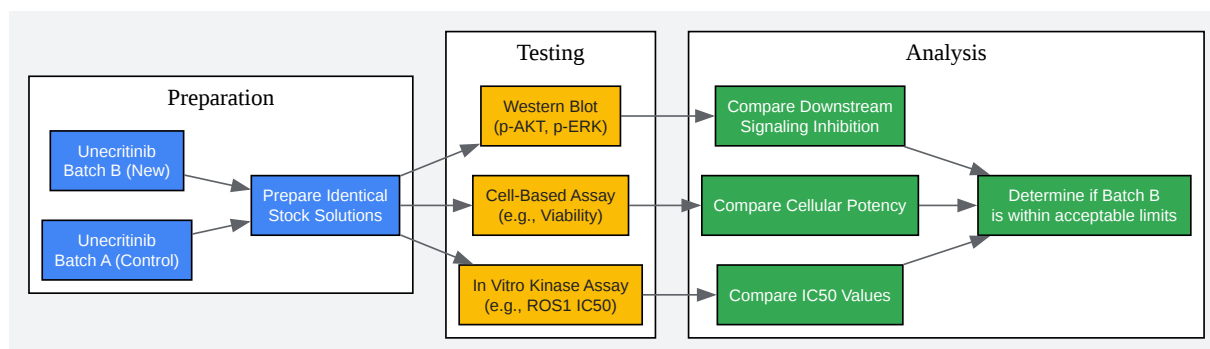 Preparation
Unecritinib
Batch B (New)
Unecritinib
Batch A (Control)
Prepare Identical
Stock Solutions
Testing
Western Blot
(p-AKT, p-ERK)
Cell-Based Assay
(e.g., Viability)
In Vitro Kinase Assay
(e.g., ROS1 IC50)
Analysis
Compare Downstream
Signaling Inhibition
Compare Cellular Potency
Compare IC50 Values
Determine if Batch B
is within acceptable limits